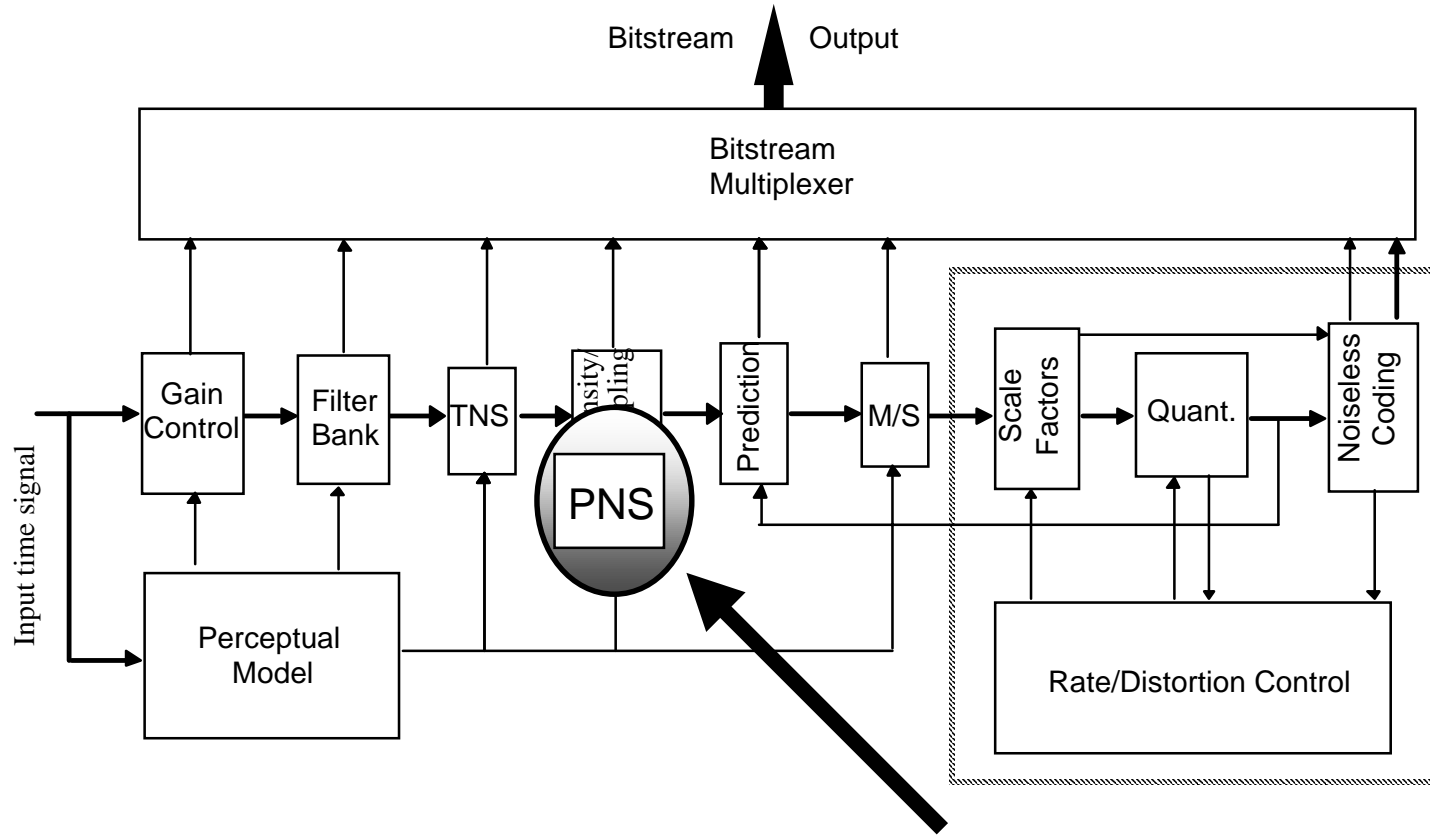 Bitstream Output
Bitstream
Multiplexer
Gain
Control
Filter
Bank
TNS
PNS
Prediction
M/S
Scale
Factors
Quant.
Noiseless
Coding
Input time signal
Perceptual
Model
Rate/Distortion Control